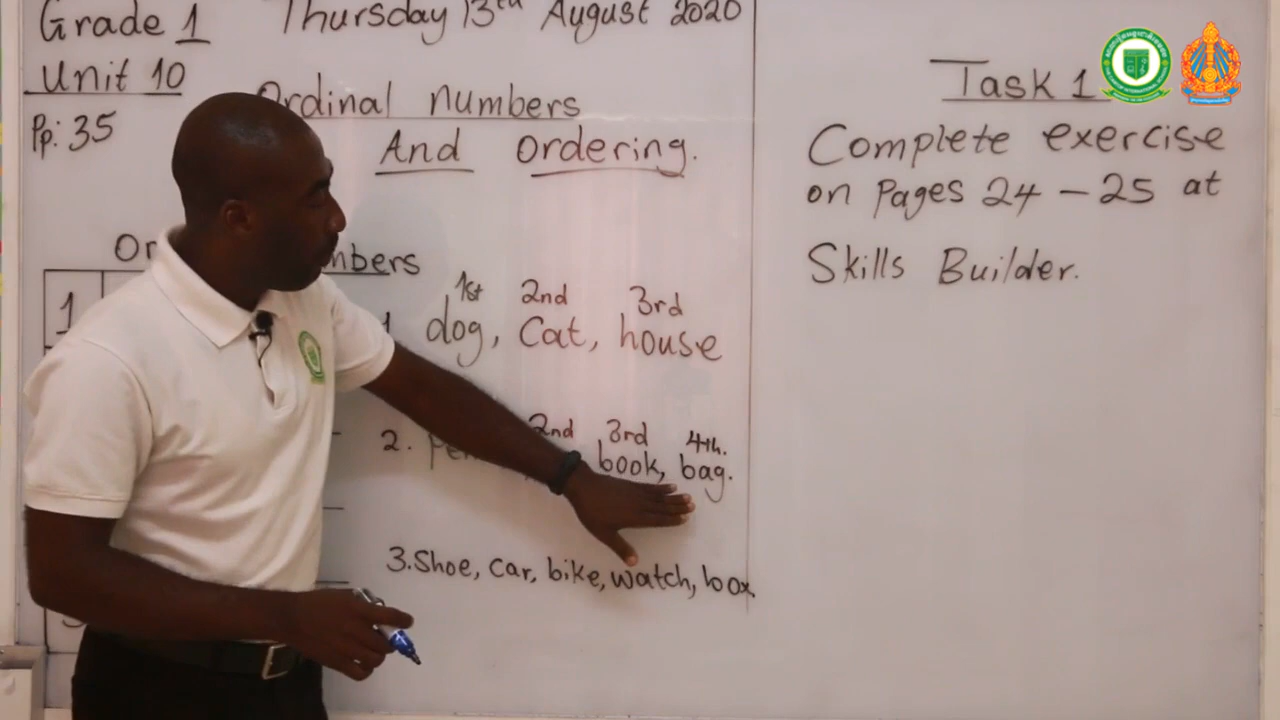 Grade 1
Thursday 13th August 2020
Unit 10
Pp: 35
Ordinal numbers
And Ordering.
1st 2nd 3rd
dog, Cat, house
2nd 3rd 4th.
2. book, bag.
3. Shoe, car, bike, watch, box
1
Task 1
Complete exercise
on Pages 24 - 25 at
Skills Builder.